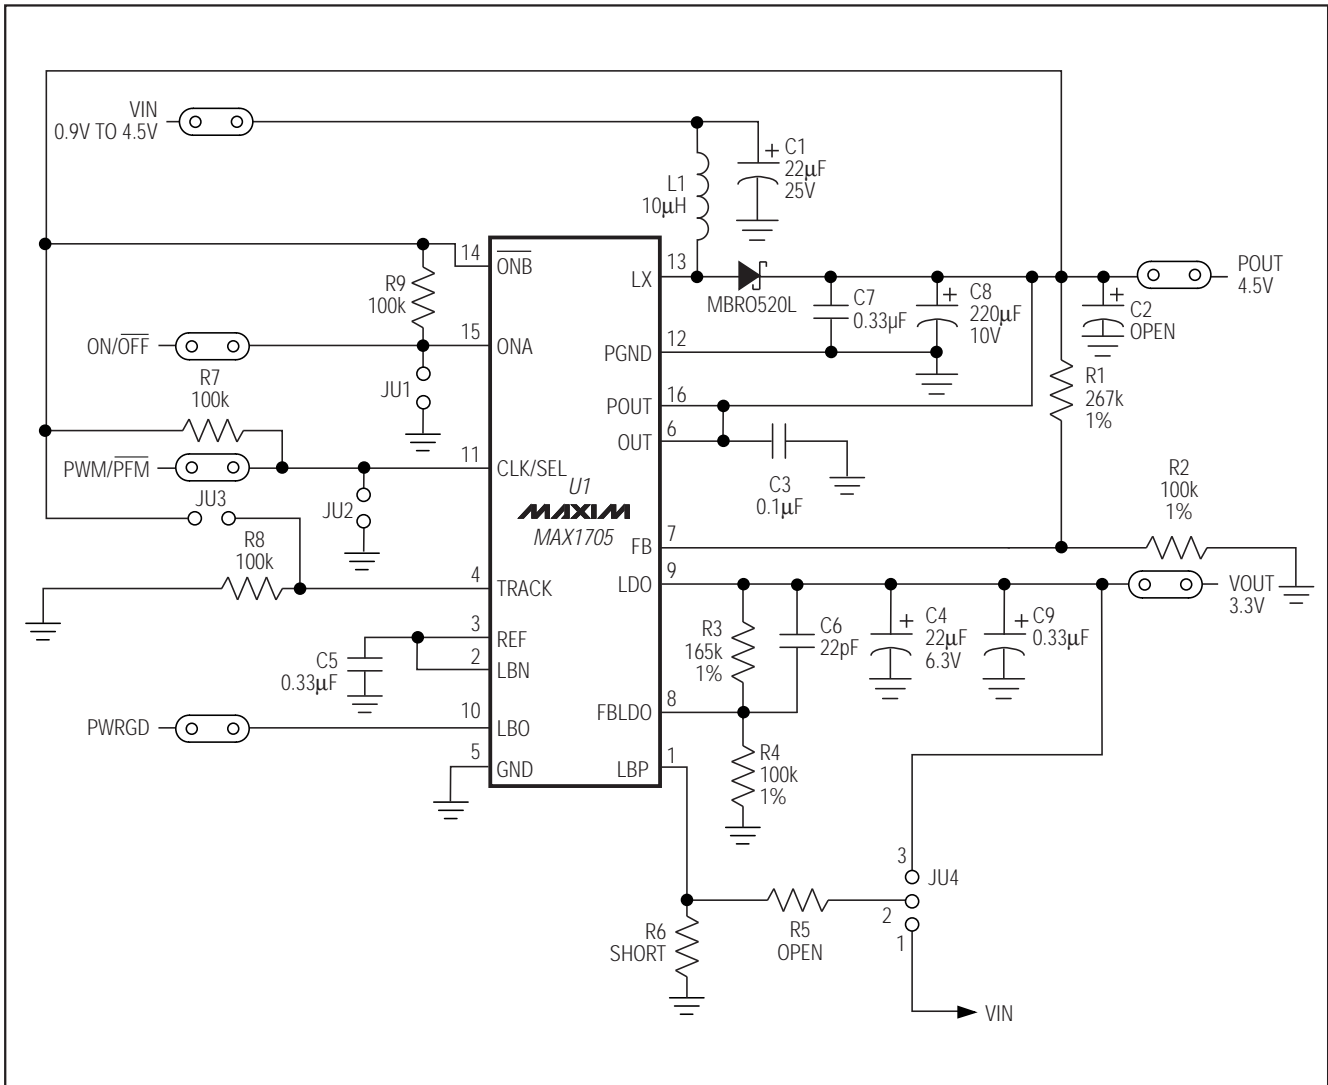 VIN
0.9V TO 4.5V
C1
22μF
25V
L1
10μH
14
ONB
13
LX
MBRO520L
POUT
4.5V
R9
100k
C7
0.33μF
C8
220μF
10V
C2
OPEN
ON/OFF
15
ONA
12
PGND
JU1
R1
267k
1%
R7
100k
16
POUT
6
OUT
PWM/PFM
11
CLK/SEL
C3
0.1μF
JU3
JU2
U1
MAXIM
MAX1705
R2
100k
1%
R8
100k
7
FB
4
TRACK
9
LDO
VOUT
3.3V
3
REF
2
LBN
C5
0.33μF
R3
165k
1%
C6
22pF
C4
22μF
6.3V
C9
0.33μF
PWRGD
10
LBO
8
FBLDO
5
GND
1
LBP
R4
100k
1%
3
JU4
2
1
R6
SHORT
R5
OPEN
VIN